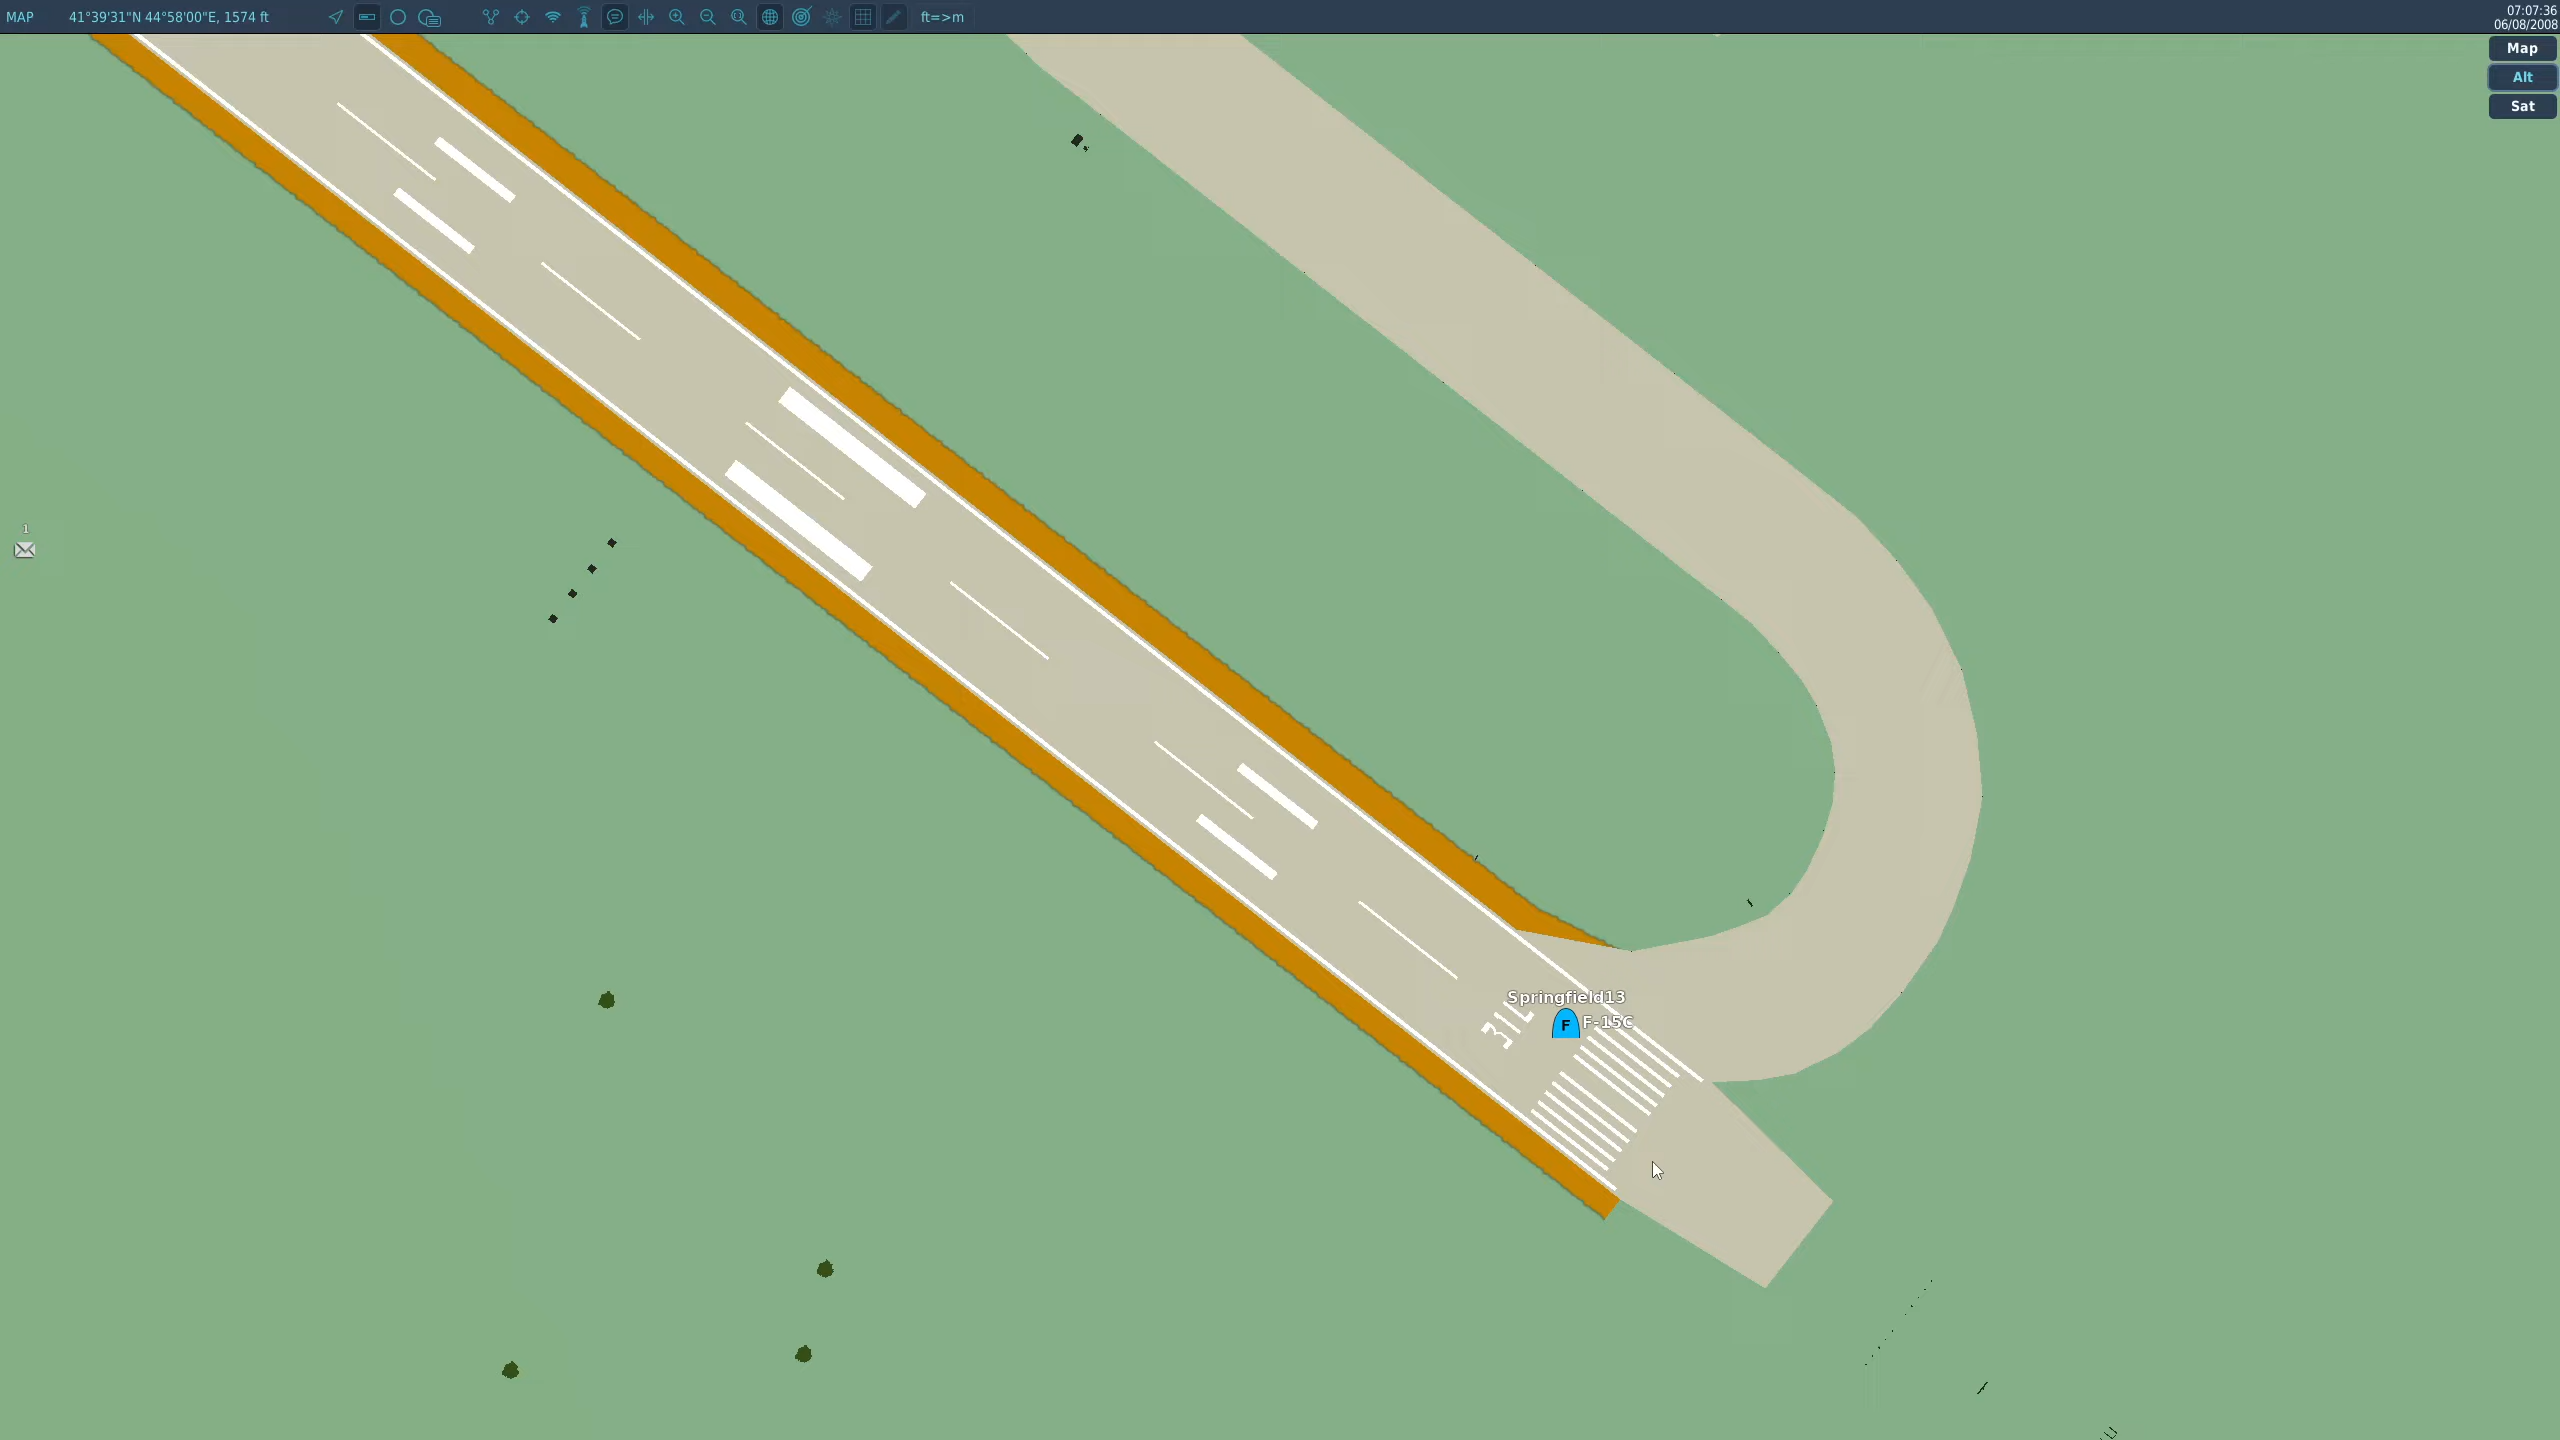 MAP 41°39'31"N 44°58'00"E, 1574 ft ft=>m 07:07:36
06/08/2008
Map
Alt
Sat
1
Springfield13
F F-15C